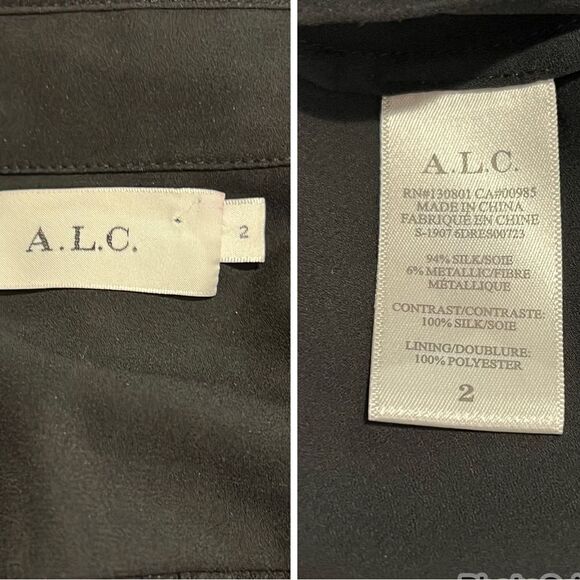 A.L.C.
2
A.L.C.
RN#130801 CA#00985
MADE IN CHINA
FABRIQUÉ EN CHINE
S-1907 6DRES00723
94% SILK/SOIE
6% METALLIC/FIBRE
MÉTALLIQUE
CONTRAST/CONTRASTE:
100% SILK/SOIE
LINING/DOUBLURE:
100% POLYESTER
2